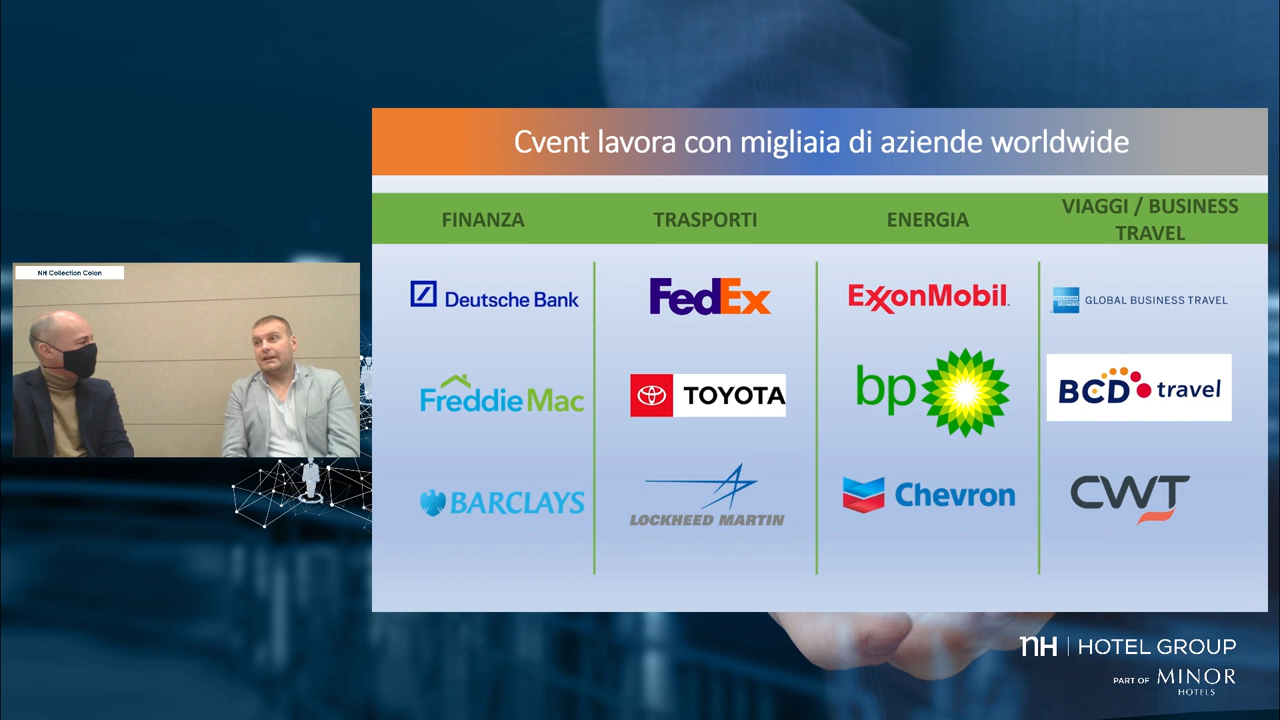 Cvent lavora con migliaia di aziende worldwide
FINANZA
TRASPORTI
ENERGIA
VIAGGI / BUSINESS
TRAVEL
NH Collection Colon
Deutsche Bank
FedEx
ExxonMobil
GLOBAL BUSINESS TRAVEL
Freddie Mac
TOYOTA
bp
BCD travel
BARCLAYS
LOCKHEED MARTIN
Chevron
CWT
NH | HOTEL GROUP
PART OF MINOR
HOTELS